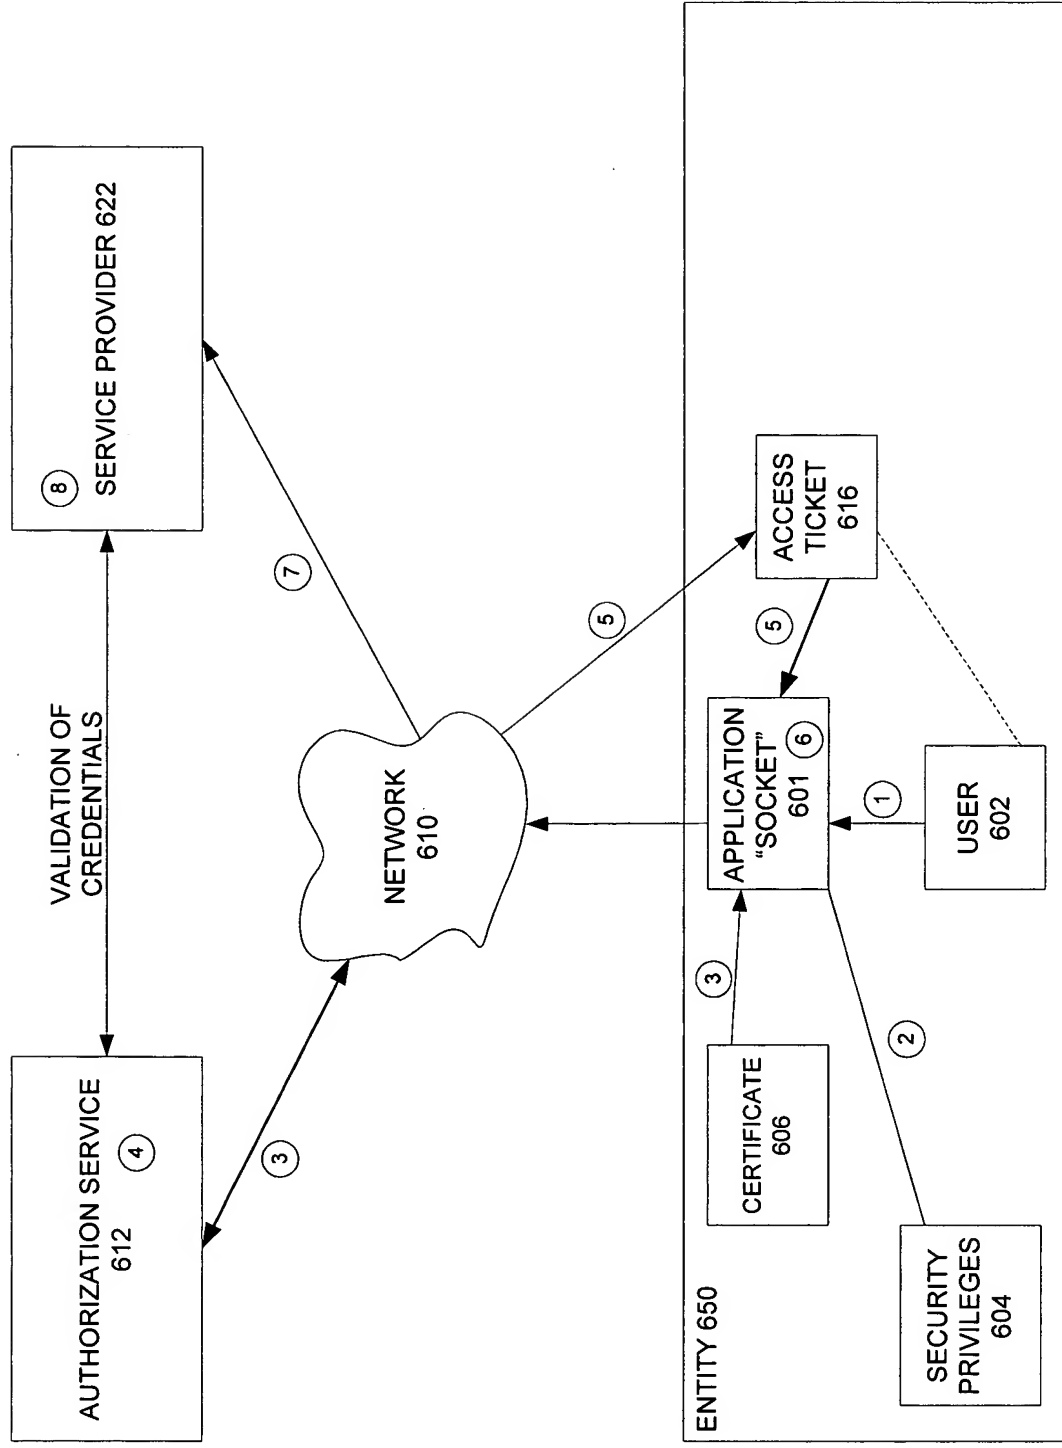 AUTHORIZATION SERVICE
612
4
VALIDATION OF
CREDENTIALS
8
SERVICE PROVIDER 622
3
7
NETWORK
610
5
ENTITY 650
CERTIFICATE
606
3
APPLICATION
"SOCKET"
601
6
5
ACCESS
TICKET
616
2
1
SECURITY
PRIVILEGES
604
USER
602